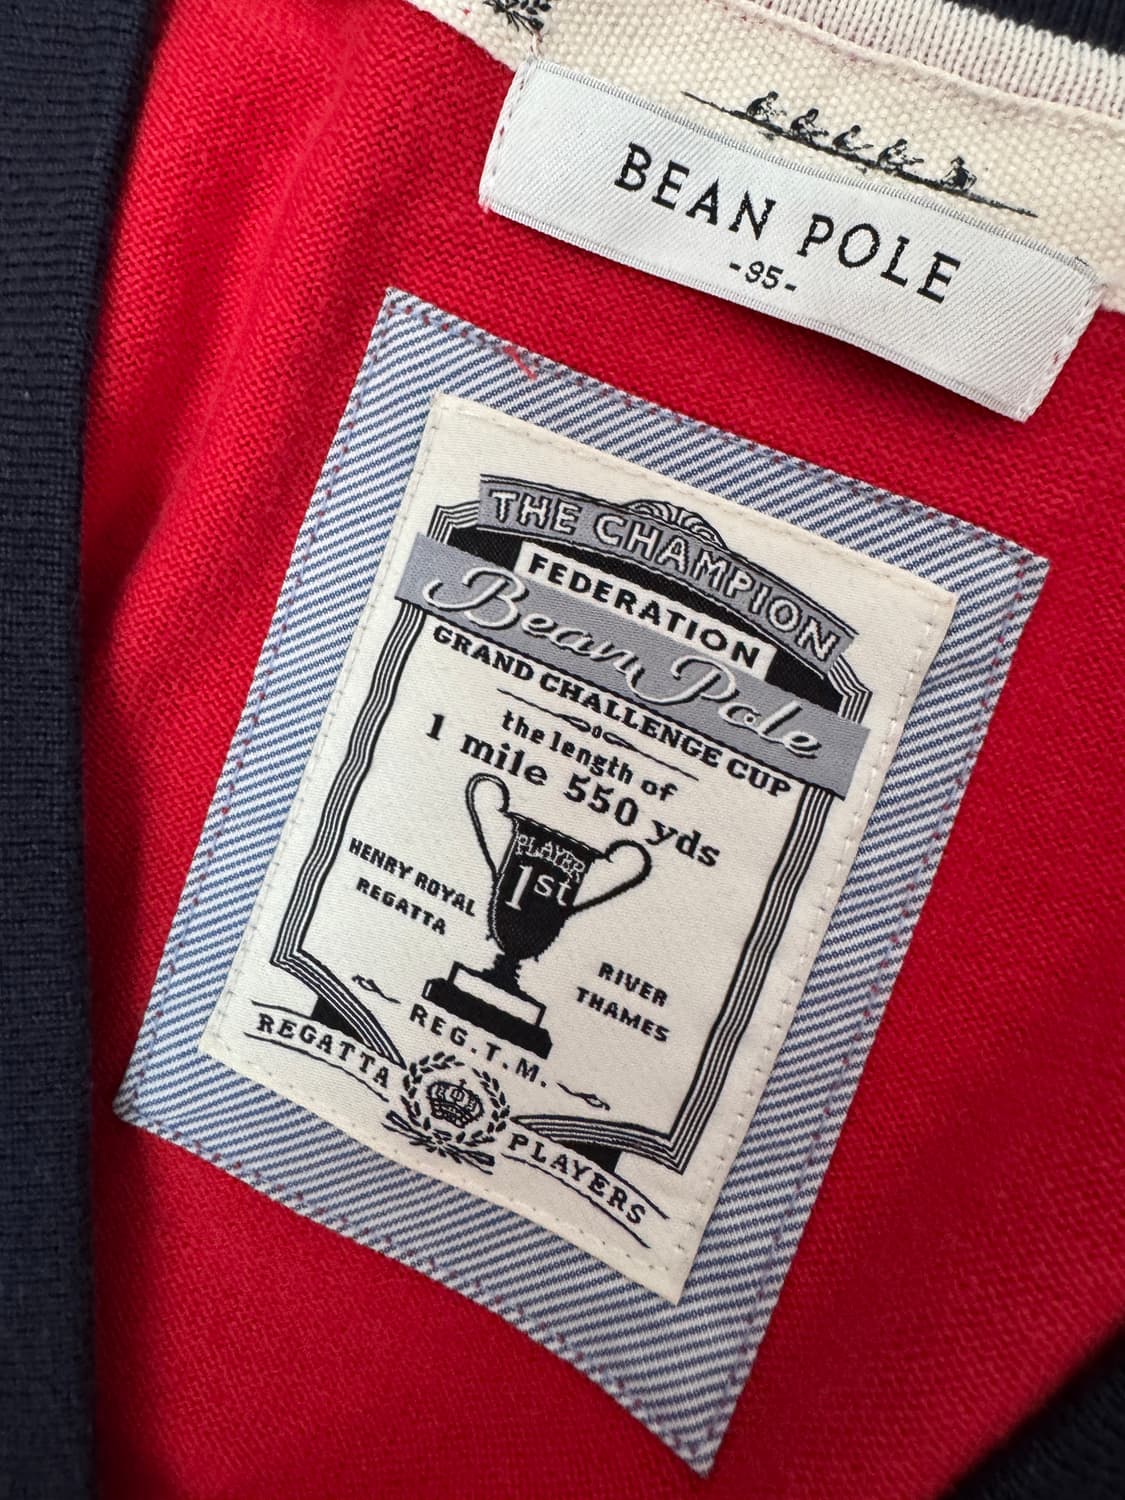 BEAN POLE
-95-
THE CHAMPION
FEDERATION
Bean Pole
GRAND CHALLENGE CUP
the length of
1 mile 550 yds
PLAYER
1st
HENRY ROYAL
REGATTA
RIVER
THAMES
REG.T.M.
REGATTA
PLAYERS